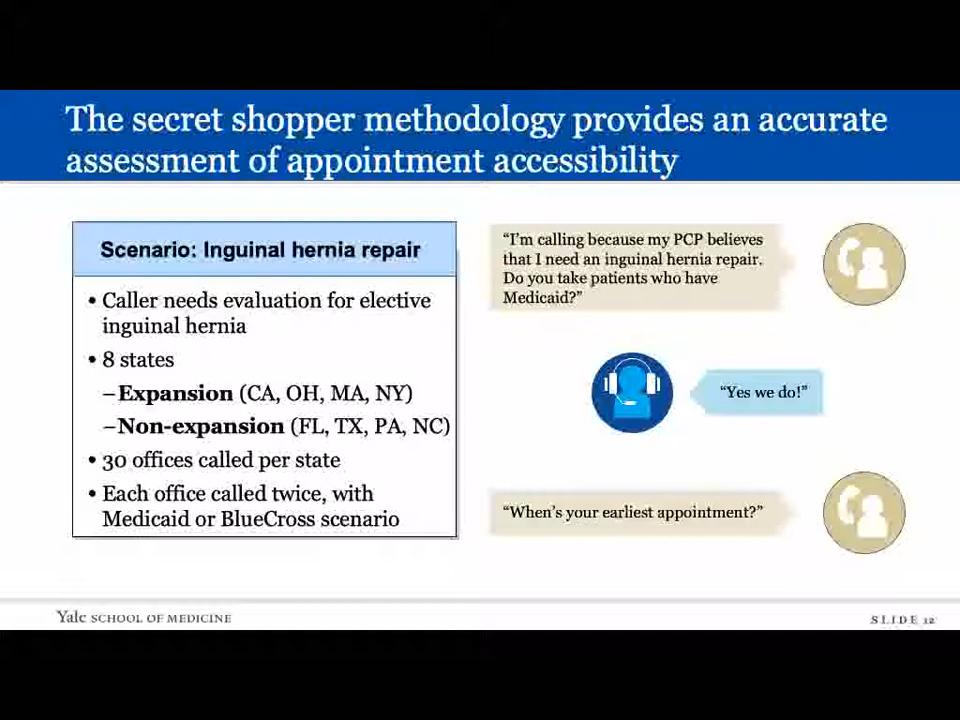 The secret shopper methodology provides an accurate
assessment of appointment accessibility
Scenario: Inguinal hernia repair
• Caller needs evaluation for elective
inguinal hernia
• 8 states
–Expansion (CA, OH, MA, NY)
–Non-expansion (FL, TX, PA, NC)
• 30 offices called per state
• Each office called twice, with
Medicaid or BlueCross scenario
“I’m calling because my PCP believes
that I need an inguinal hernia repair.
Do you take patients who have
Medicaid?”
“Yes we do!”
“When’s your earliest appointment?”
Yale SCHOOL OF MEDICINE
SLIDE 12